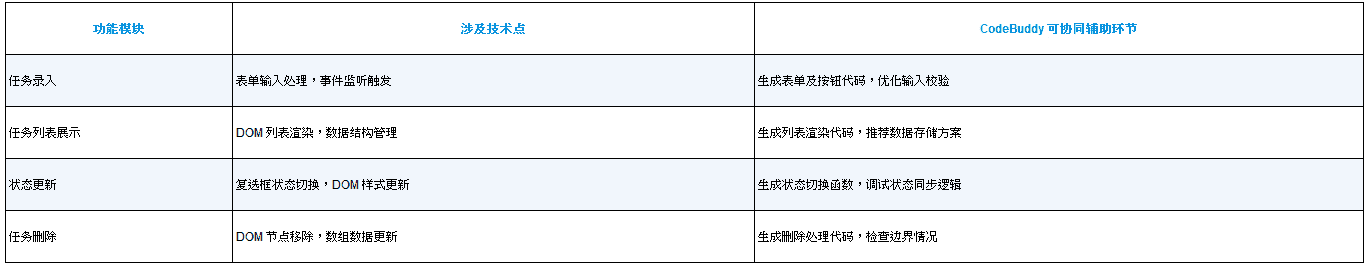 功能模块 涉及技术点 CodeBuddy 可协同辅助环节
任务录入 表单输入处理，事件监听触发 生成表单及按钮代码，优化输入校验
任务列表展示 DOM 列表渲染，数据结构管理 生成列表渲染代码，推荐数据存储方案
状态更新 复选框状态切换，DOM 样式更新 生成状态切换函数，调试状态同步逻辑
任务删除 DOM 节点移除，数组数据更新 生成删除处理代码，检查边界情况